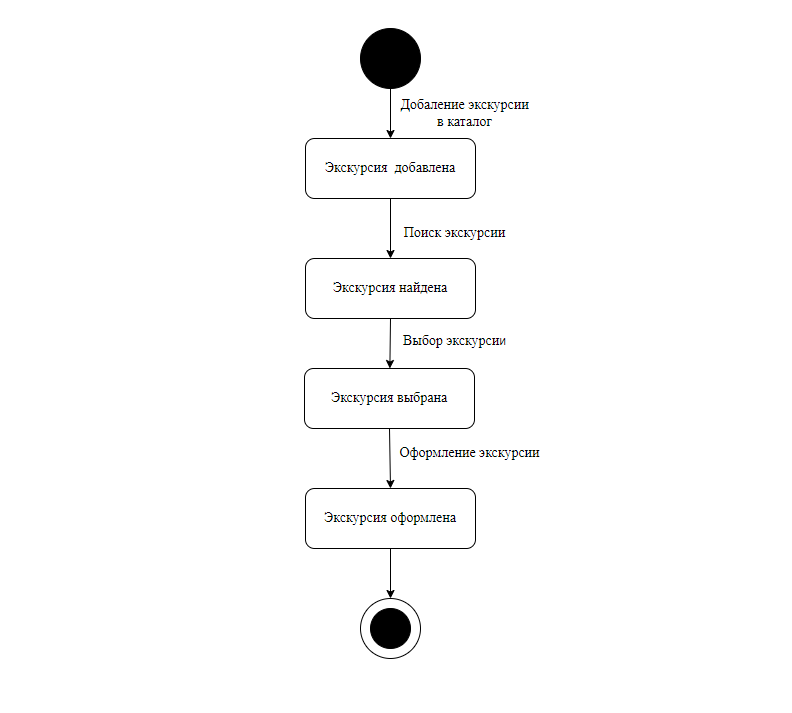 Добаление экскурсии
в каталог
Экскурсия добавлена
Поиск экскурсии
Экскурсия найдена
Выбор экскурсии
Экскурсия выбрана
Оформление экскурсии
Экскурсия оформлена